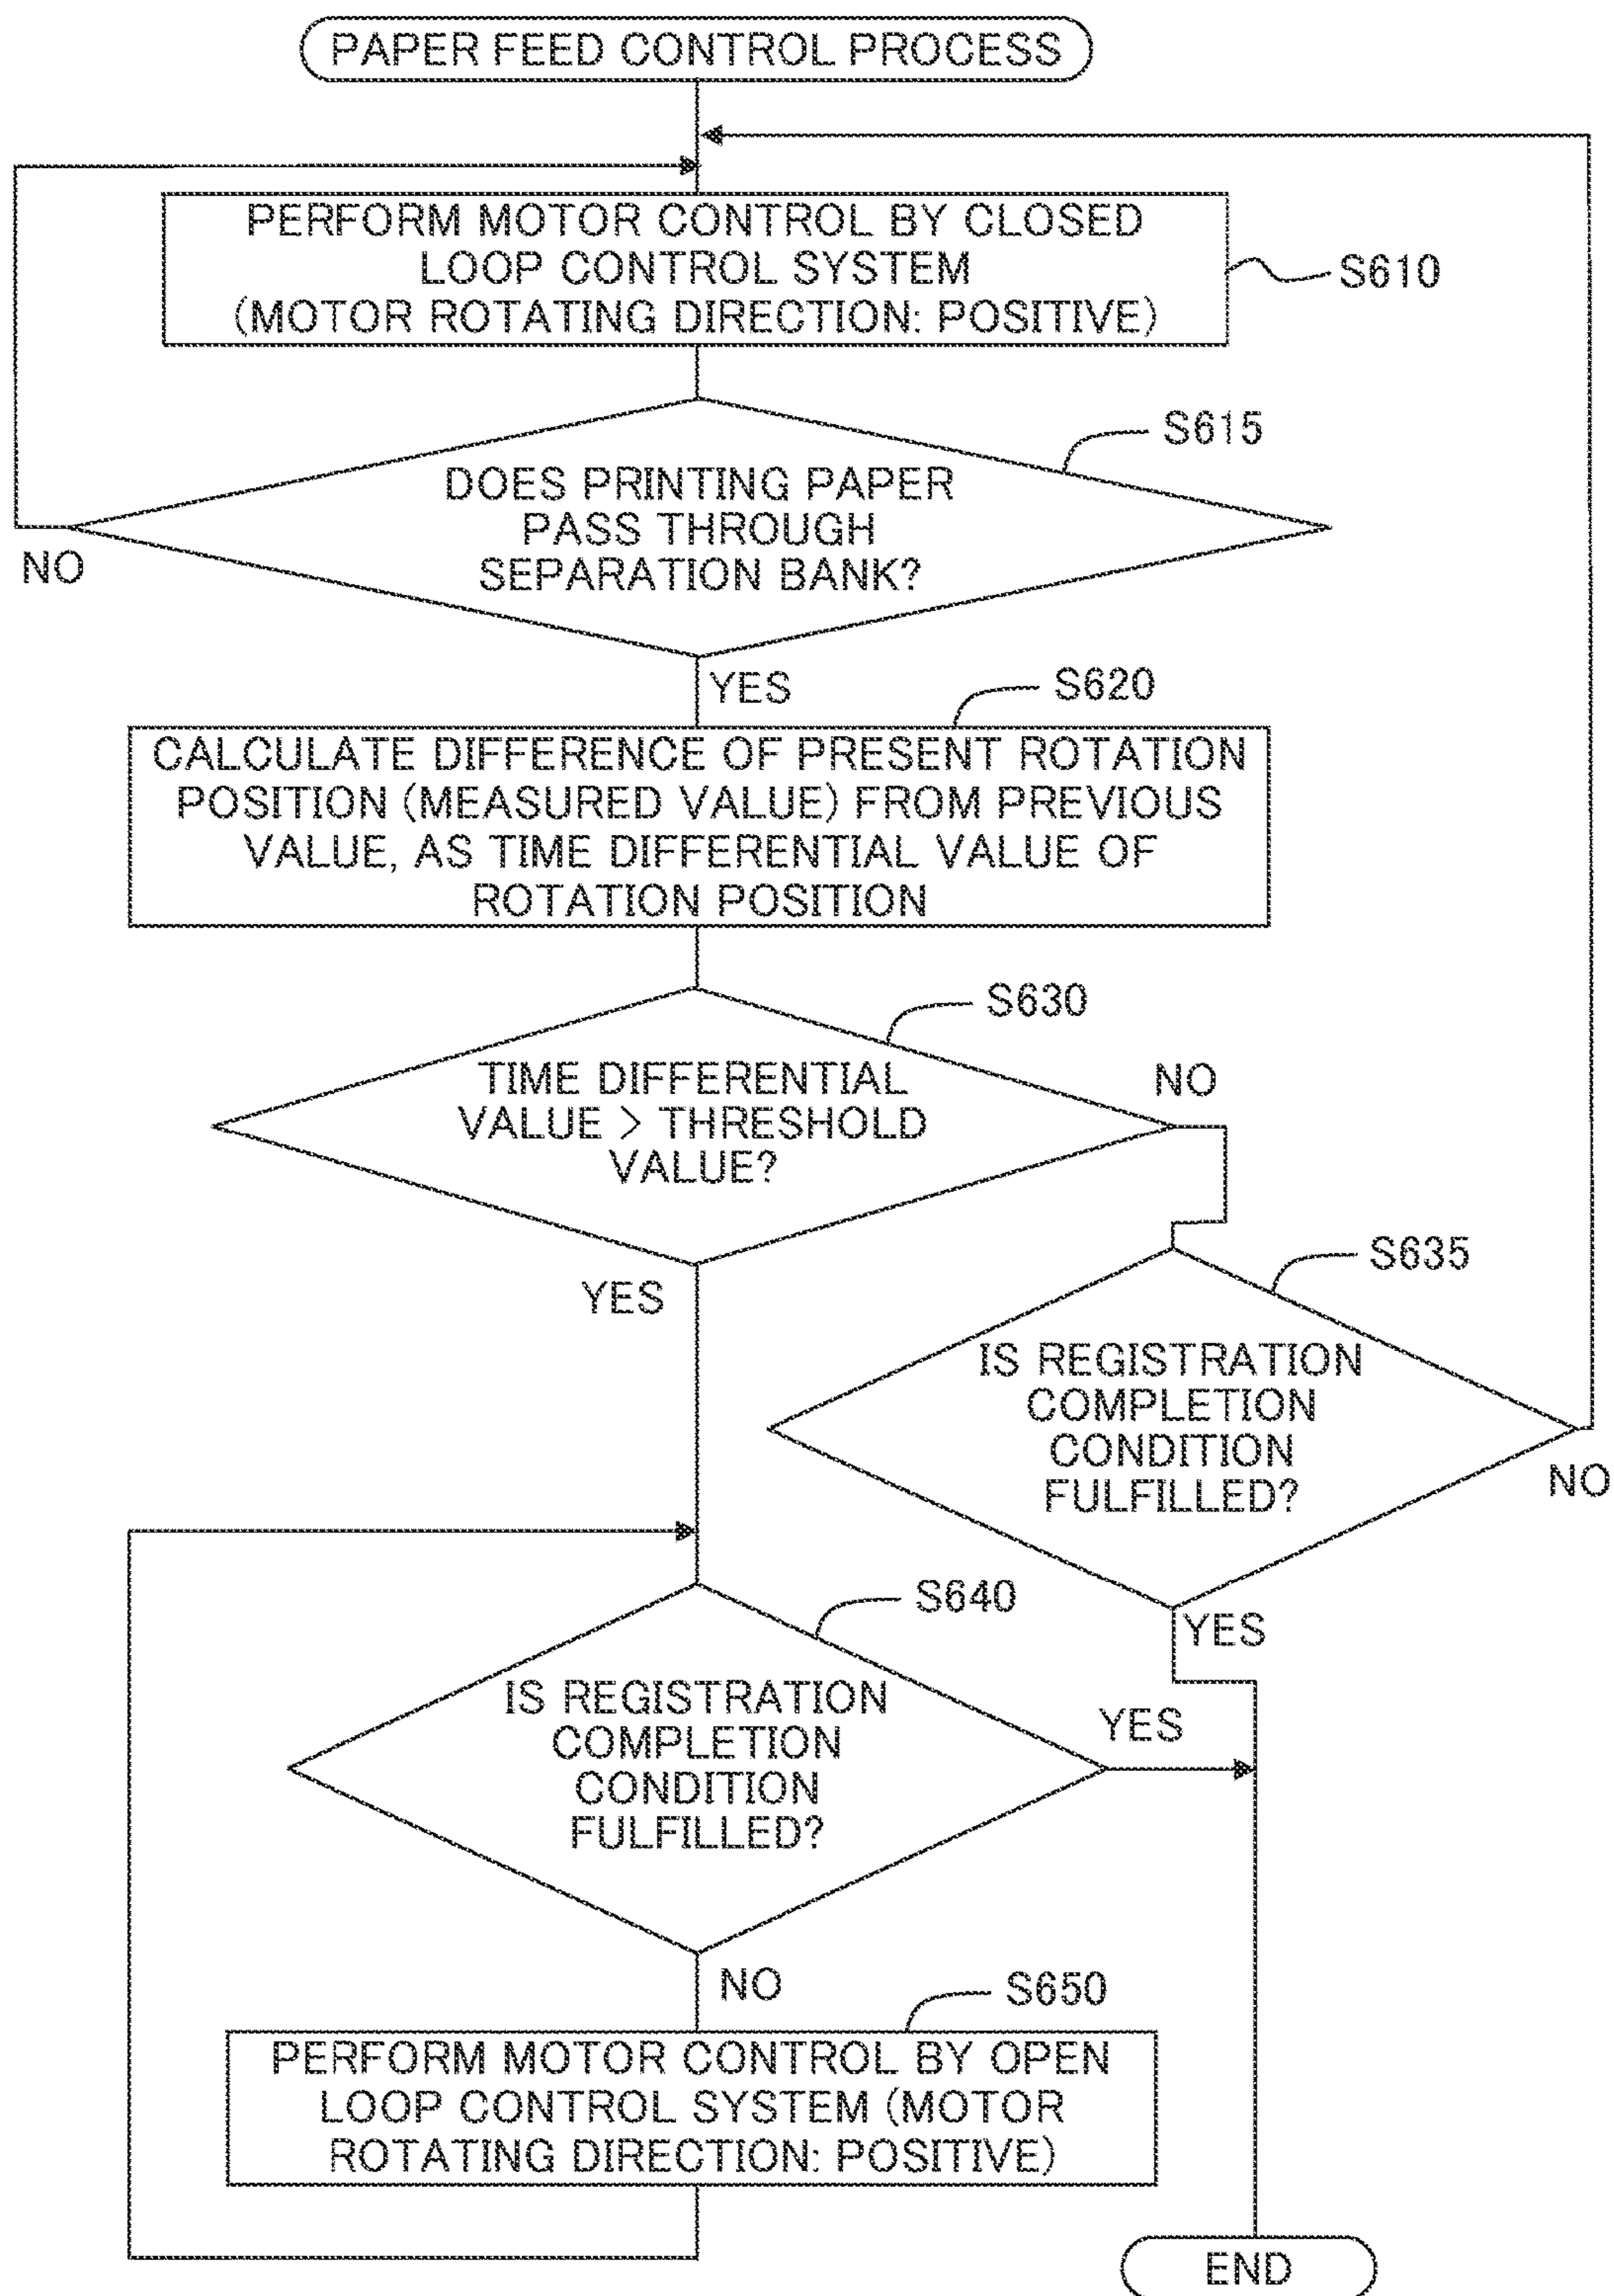 PAPER FEED CONTROL PROCESS
PERFORM MOTOR CONTROL BY CLOSED
LOOP CONTROL SYSTEM
(MOTOR ROTATING DIRECTION: POSITIVE)
S610
S615
DOES PRINTING PAPER
PASS THROUGH
SEPARATION BANK?
NO
YES
S620
CALCULATE DIFFERENCE OF PRESENT ROTATION
POSITION (MEASURED VALUE) FROM PREVIOUS
VALUE, AS TIME DIFFERENTIAL VALUE OF
ROTATION POSITION
S630
TIME DIFFERENTIAL
VALUE > THRESHOLD
VALUE?
NO
YES
S635
IS REGISTRATION
COMPLETION
CONDITION
FULFILLED?
NO
YES
S640
IS REGISTRATION
COMPLETION
CONDITION
FULFILLED?
YES
NO
S650
PERFORM MOTOR CONTROL BY OPEN
LOOP CONTROL SYSTEM (MOTOR
ROTATING DIRECTION: POSITIVE)
END